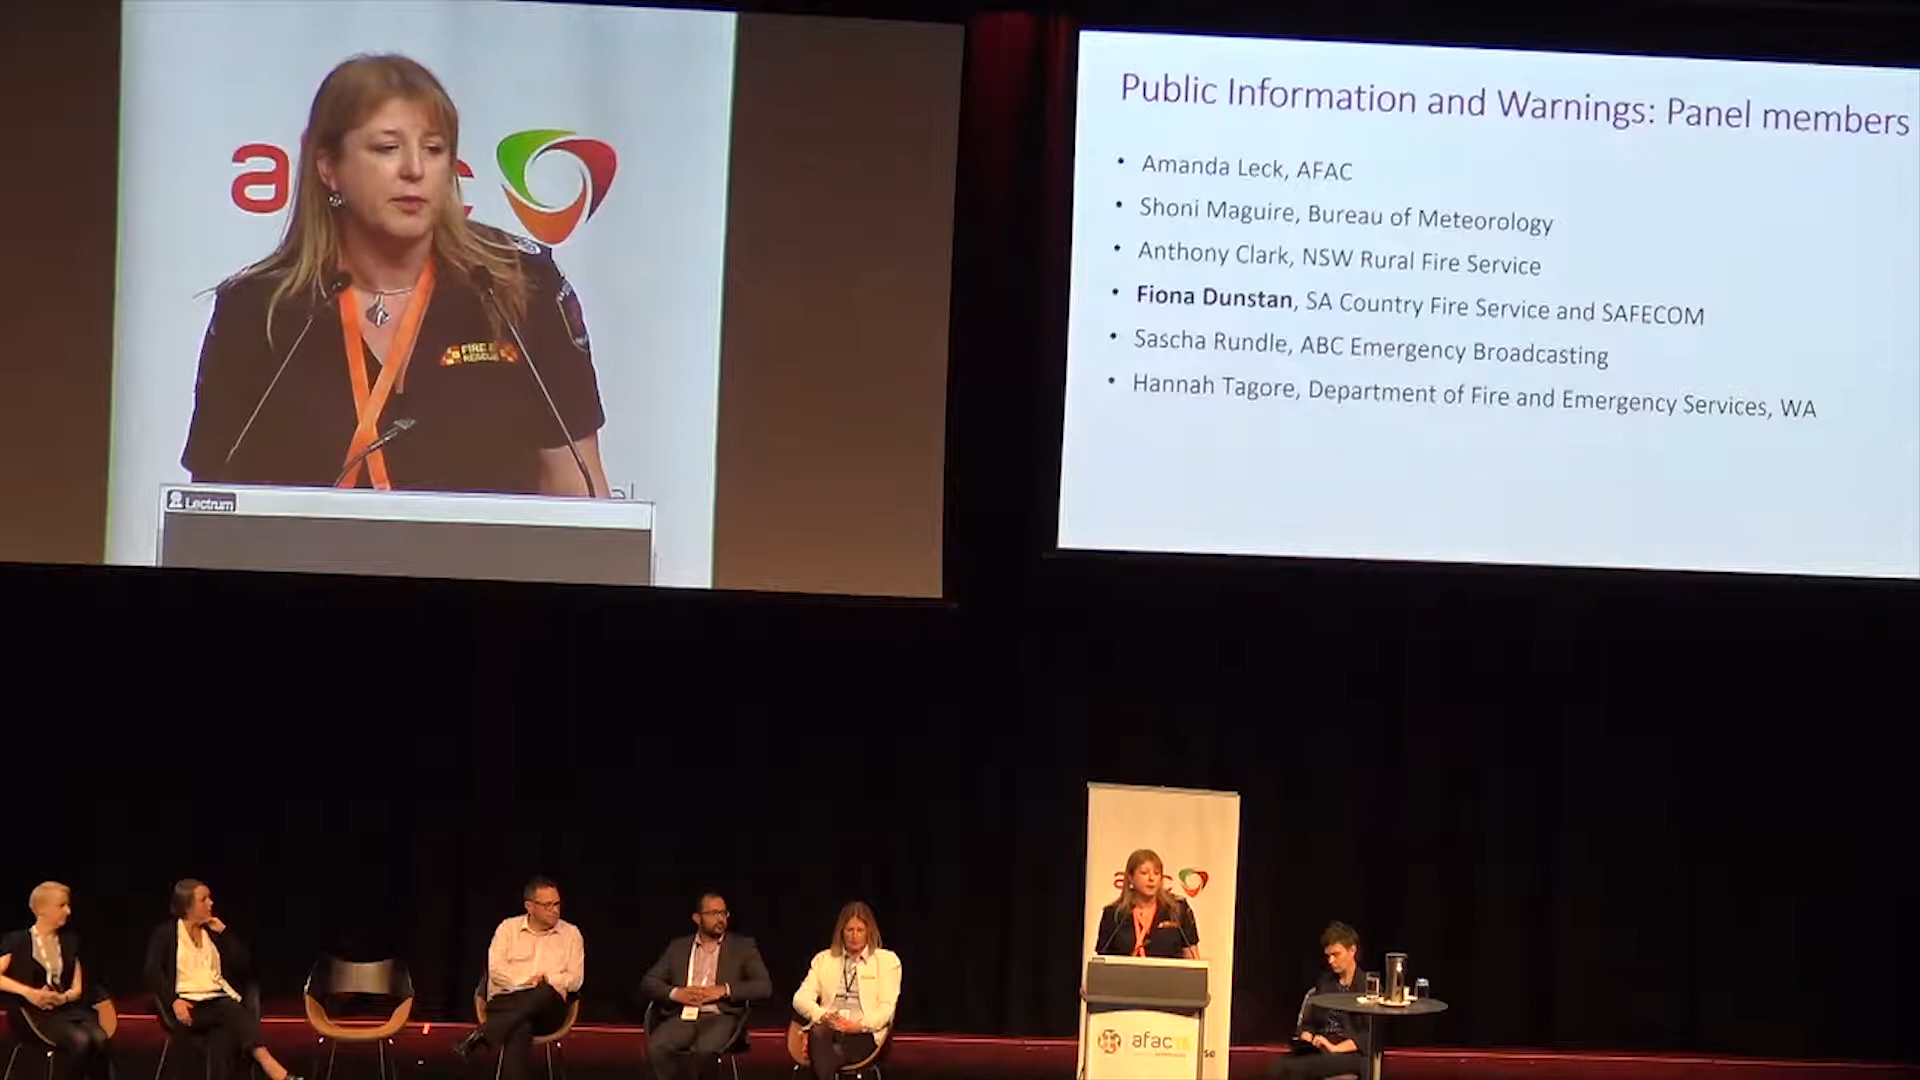 Public Information and Warnings: Panel members
• Amanda Leck, AFAC
• Shoni Maguire, Bureau of Meteorology
• Anthony Clark, NSW Rural Fire Service
• Fiona Dunstan, SA Country Fire Service and SAFECOM
• Sascha Rundle, ABC Emergency Broadcasting
• Hannah Tagore, Department of Fire and Emergency Services, WA
FIRE &
RESCUE
Lectrum
afac